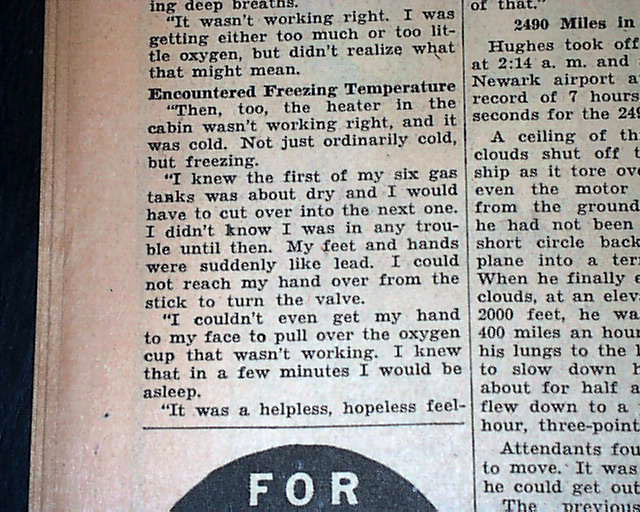 ing deep breaths.
"It wasn't working right. I was
getting either too much or too lit-
tle oxygen, but didn't realize what
that might mean.
Encountered Freezing Temperature
"Then, too, the heater in the
cabin wasn't working right, and it
was cold. Not just ordinarily cold,
but freezing.
"I knew the first of my six gas
tanks was about dry and I would
have to cut over into the next one.
I didn't know I was in any trou-
ble until then. My feet and hands
were suddenly like lead. I could
not reach my hand over from the
stick to turn the valve.
"I couldn't even get my hand
to my face to pull over the oxygen
cup that wasn't working. I knew
that in a few minutes I would be
asleep.
"It was a helpless, hopeless feel-
FOR
of that."
2490 Miles in
Hughes took off
at 2:14 a. m. and
Newark airport
record of 7 hours
seconds for the
A ceiling of
clouds shut off
ship as it tore
even the motor
from the ground
he had not been
short circle back
plane into a
When he finally
clouds, at an
2000 feet, he
400 miles an
his lungs to the
to slow down
about for half a
flew down to a
hour,
Attendants
to move. It was
he could get out
The previous